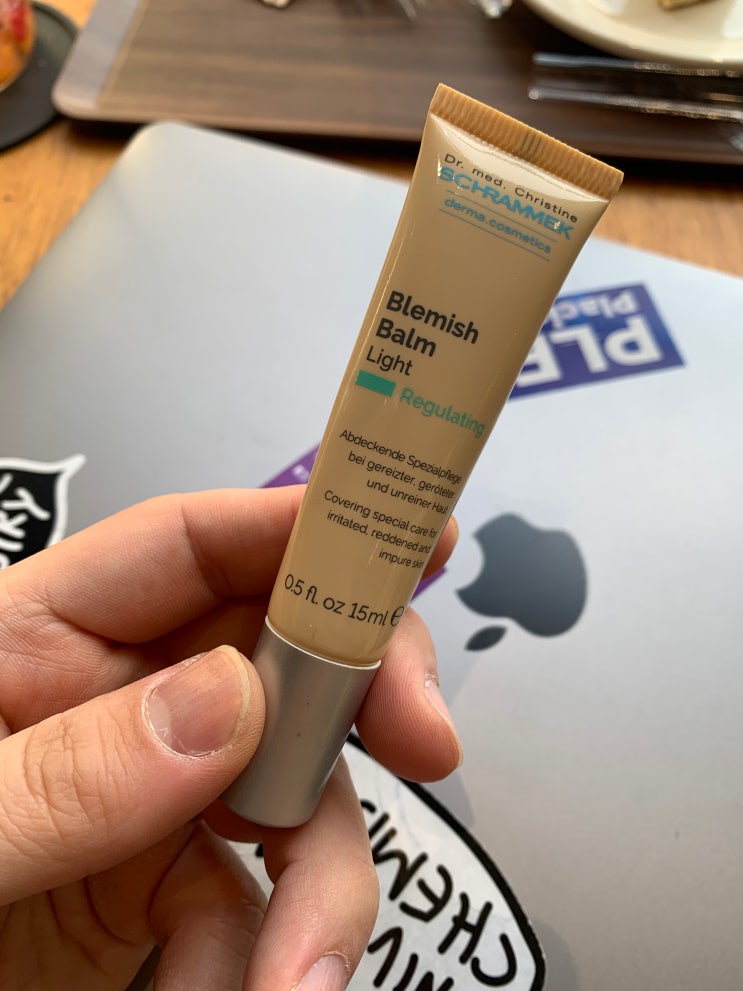 Dr. med. Christine
SCHRAMMEK
derma.cosmetics
Blemish
Balm
Light
Regulating
Abdeckende Spezialpflege
bei gereizter, geröteter
und unreiner Haut
Covering special care for
irritated, reddened and
impure skin
0.5 fl. oz 15ml ℮
CHEMIS